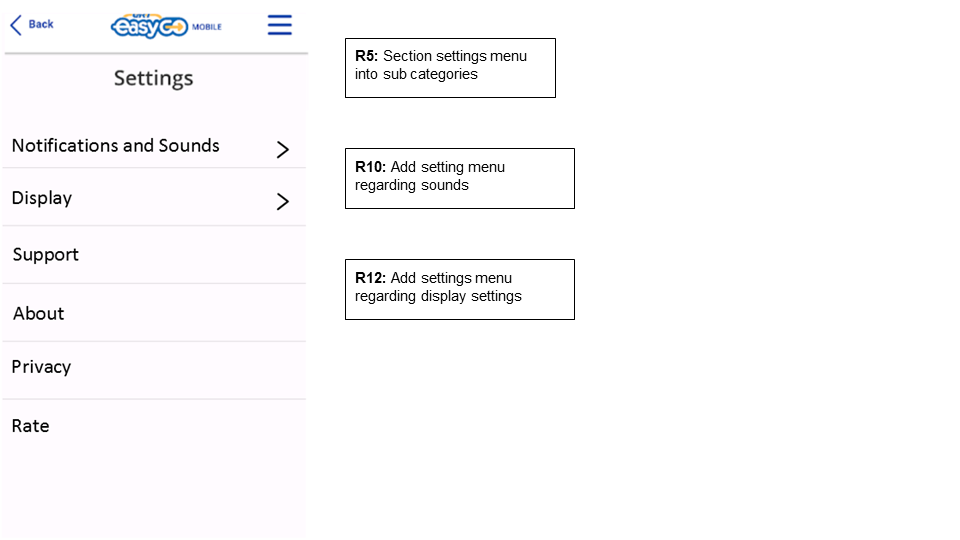 Back
easyGo MOBILE
Settings
Notifications and Sounds
Display
Support
About
Privacy
Rate
R5: Section settings menu
into sub categories
R10: Add setting menu
regarding sounds
R12: Add settings menu
regarding display settings